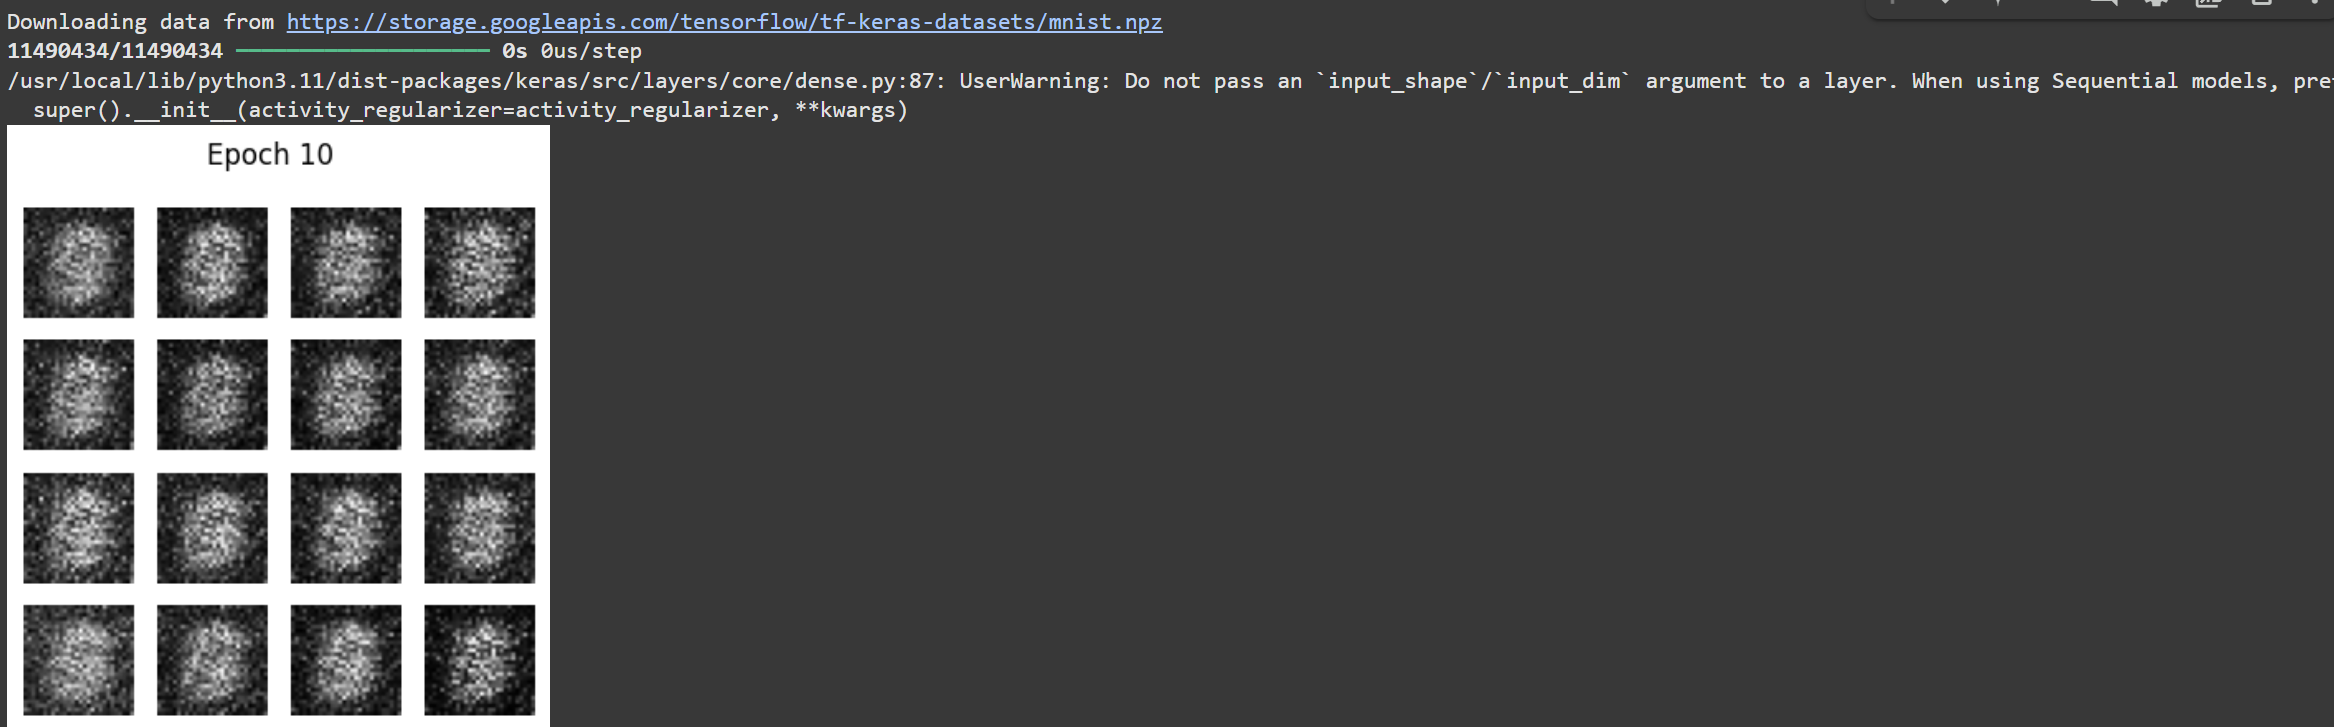 Downloading data from https://storage.googleapis.com/tensorflow/tf-keras-datasets/mnist.npz
11490434/11490434 ━━━━━━━━━━━━━━━━━━━━ 0s 0us/step
/usr/local/lib/python3.11/dist-packages/keras/src/layers/core/dense.py:87: UserWarning: Do not pass an `input_shape`/`input_dim` argument to a layer. When using Sequential models,
super().__init__(activity_regularizer=activity_regularizer, **kwargs)
Epoch 10